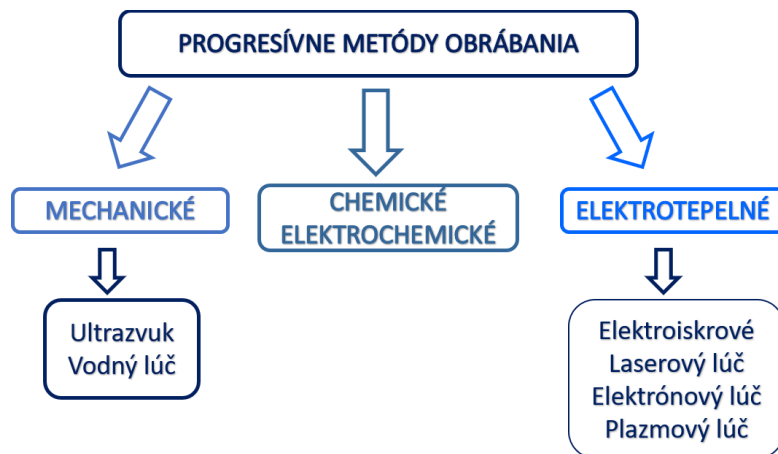 PROGRESÍVNE METÓDY OBRÁBANIA
MECHANICKÉ
CHEMICKÉ
ELEKTROCHEMICKÉ
ELEKTROTEPELNÉ
Ultrazvuk
Vodný lúč
Elektroiskrové
Laserový lúč
Elektrónový lúč
Plazmový lúč